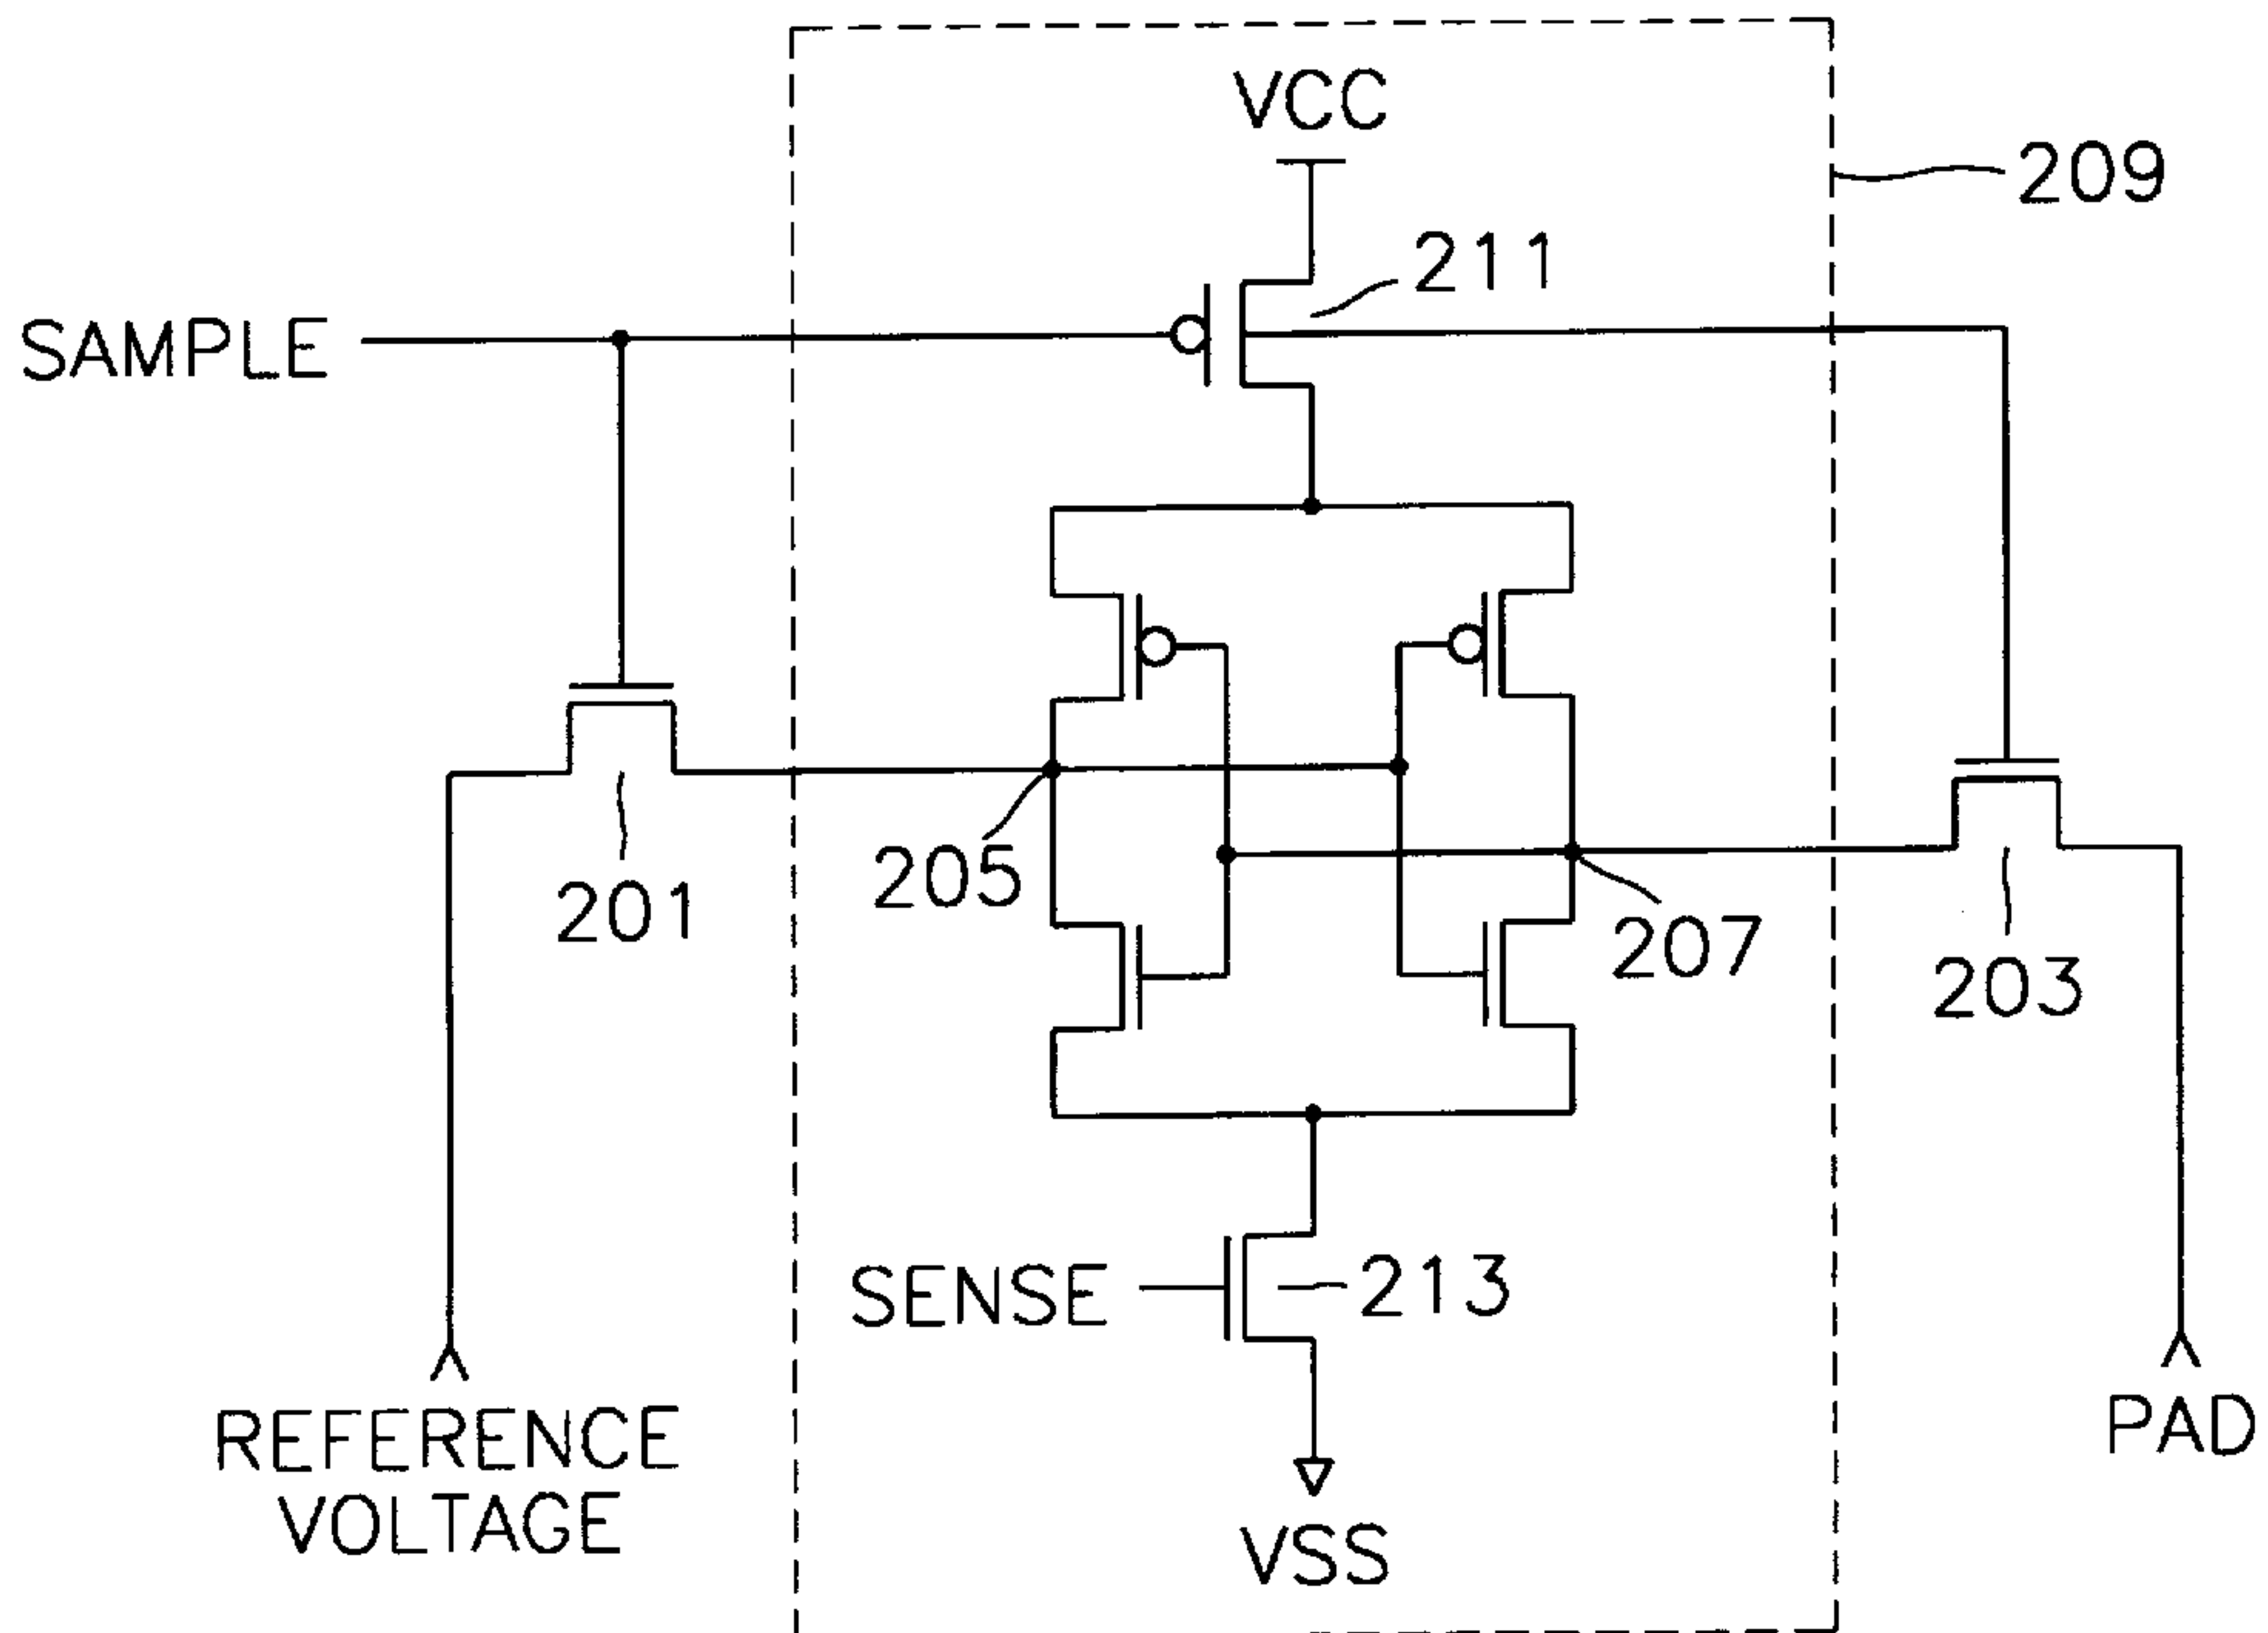 VCC
209
211
SAMPLE
205
201
207
203
SENSE
213
REFERENCE
VOLTAGE
PAD
VSS